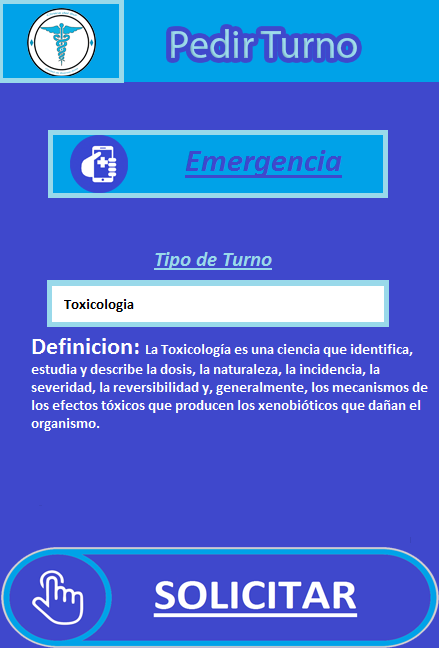 Pedir Turno
Emergencia
Tipo de Turno
Toxicologia
Definicion: La Toxicología es una ciencia que identifica,
estudia y describe la dosis, la naturaleza, la incidencia, la
severidad, la reversibilidad y, generalmente, los mecanismos de
los efectos tóxicos que producen los xenobióticos que dañan el
organismo.
SOLICITAR